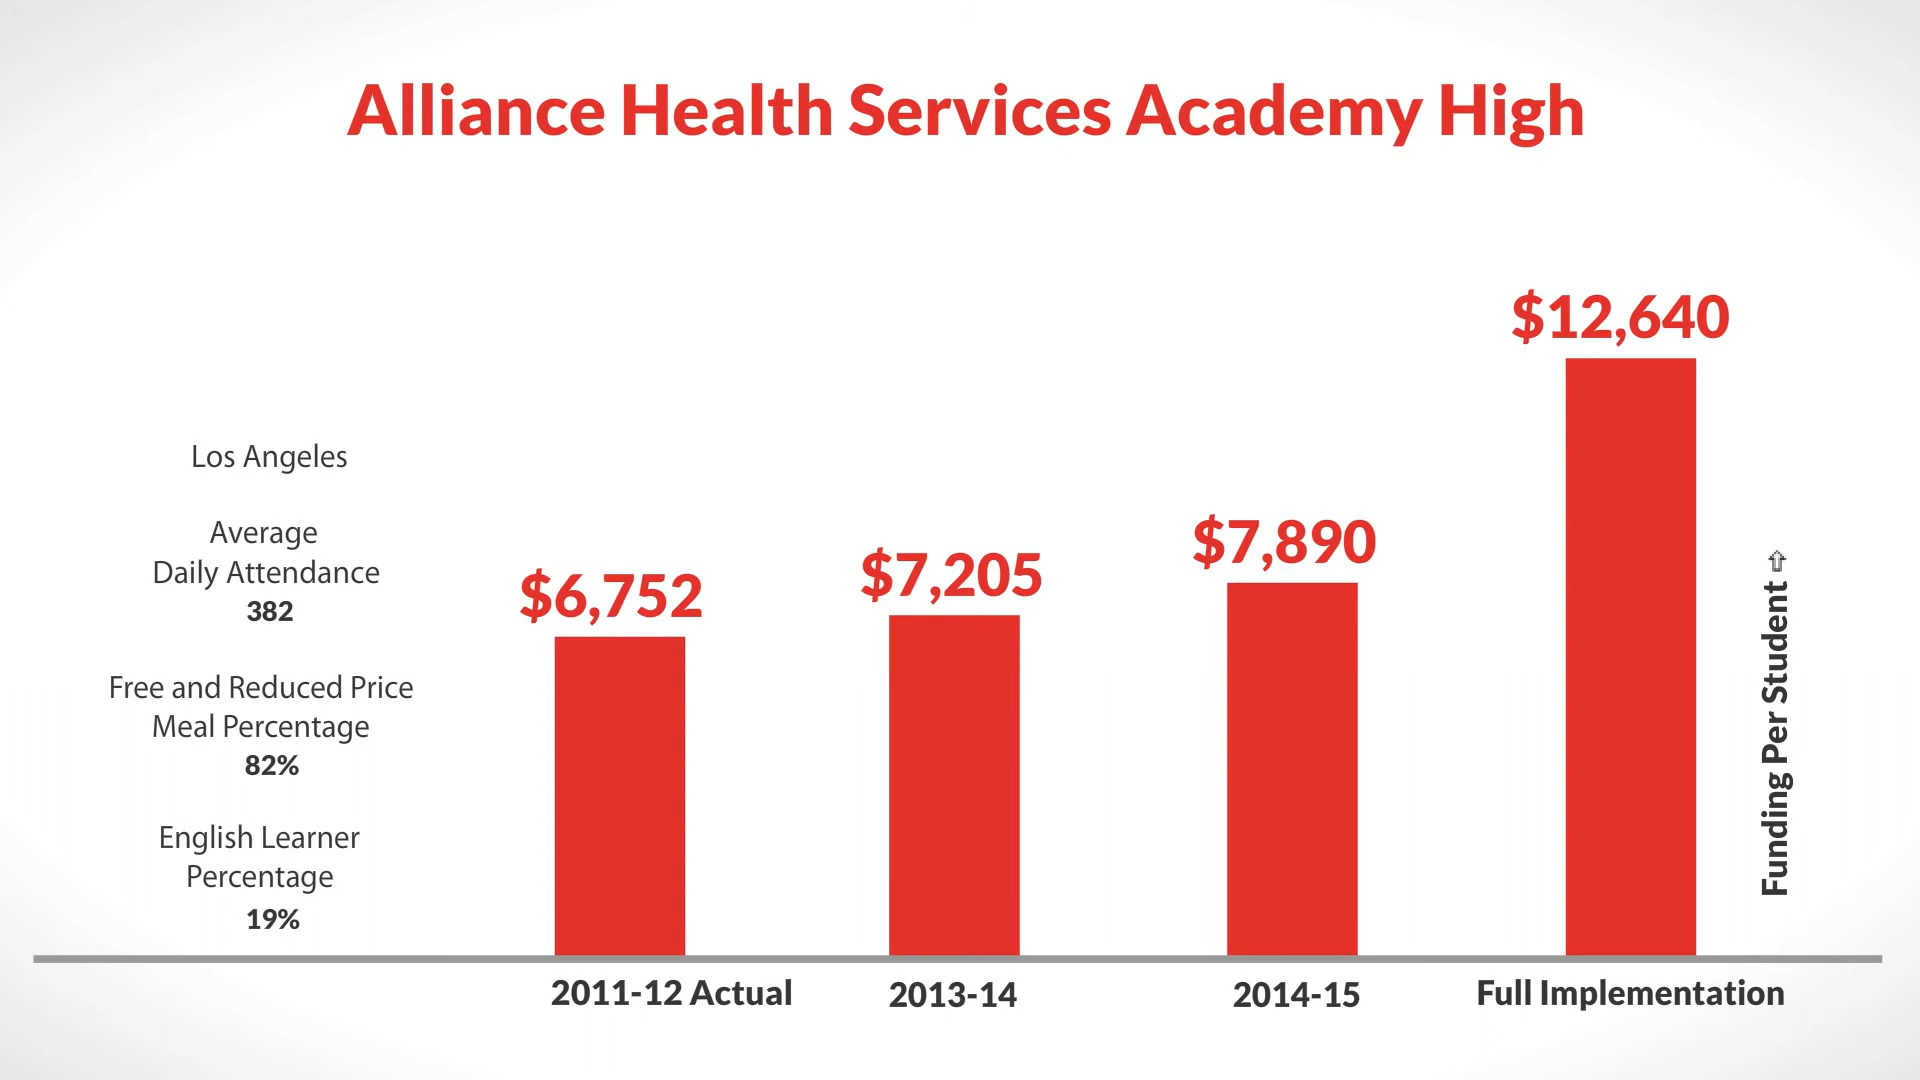 Alliance Health Services Academy High
Los Angeles
Average
Daily Attendance
382
Free and Reduced Price
Meal Percentage
82%
English Learner
Percentage
19%
$6,752
$7,205
$7,890
$12,640
2011-12 Actual
2013-14
2014-15
Full Implementation
Funding Per Student ⇧